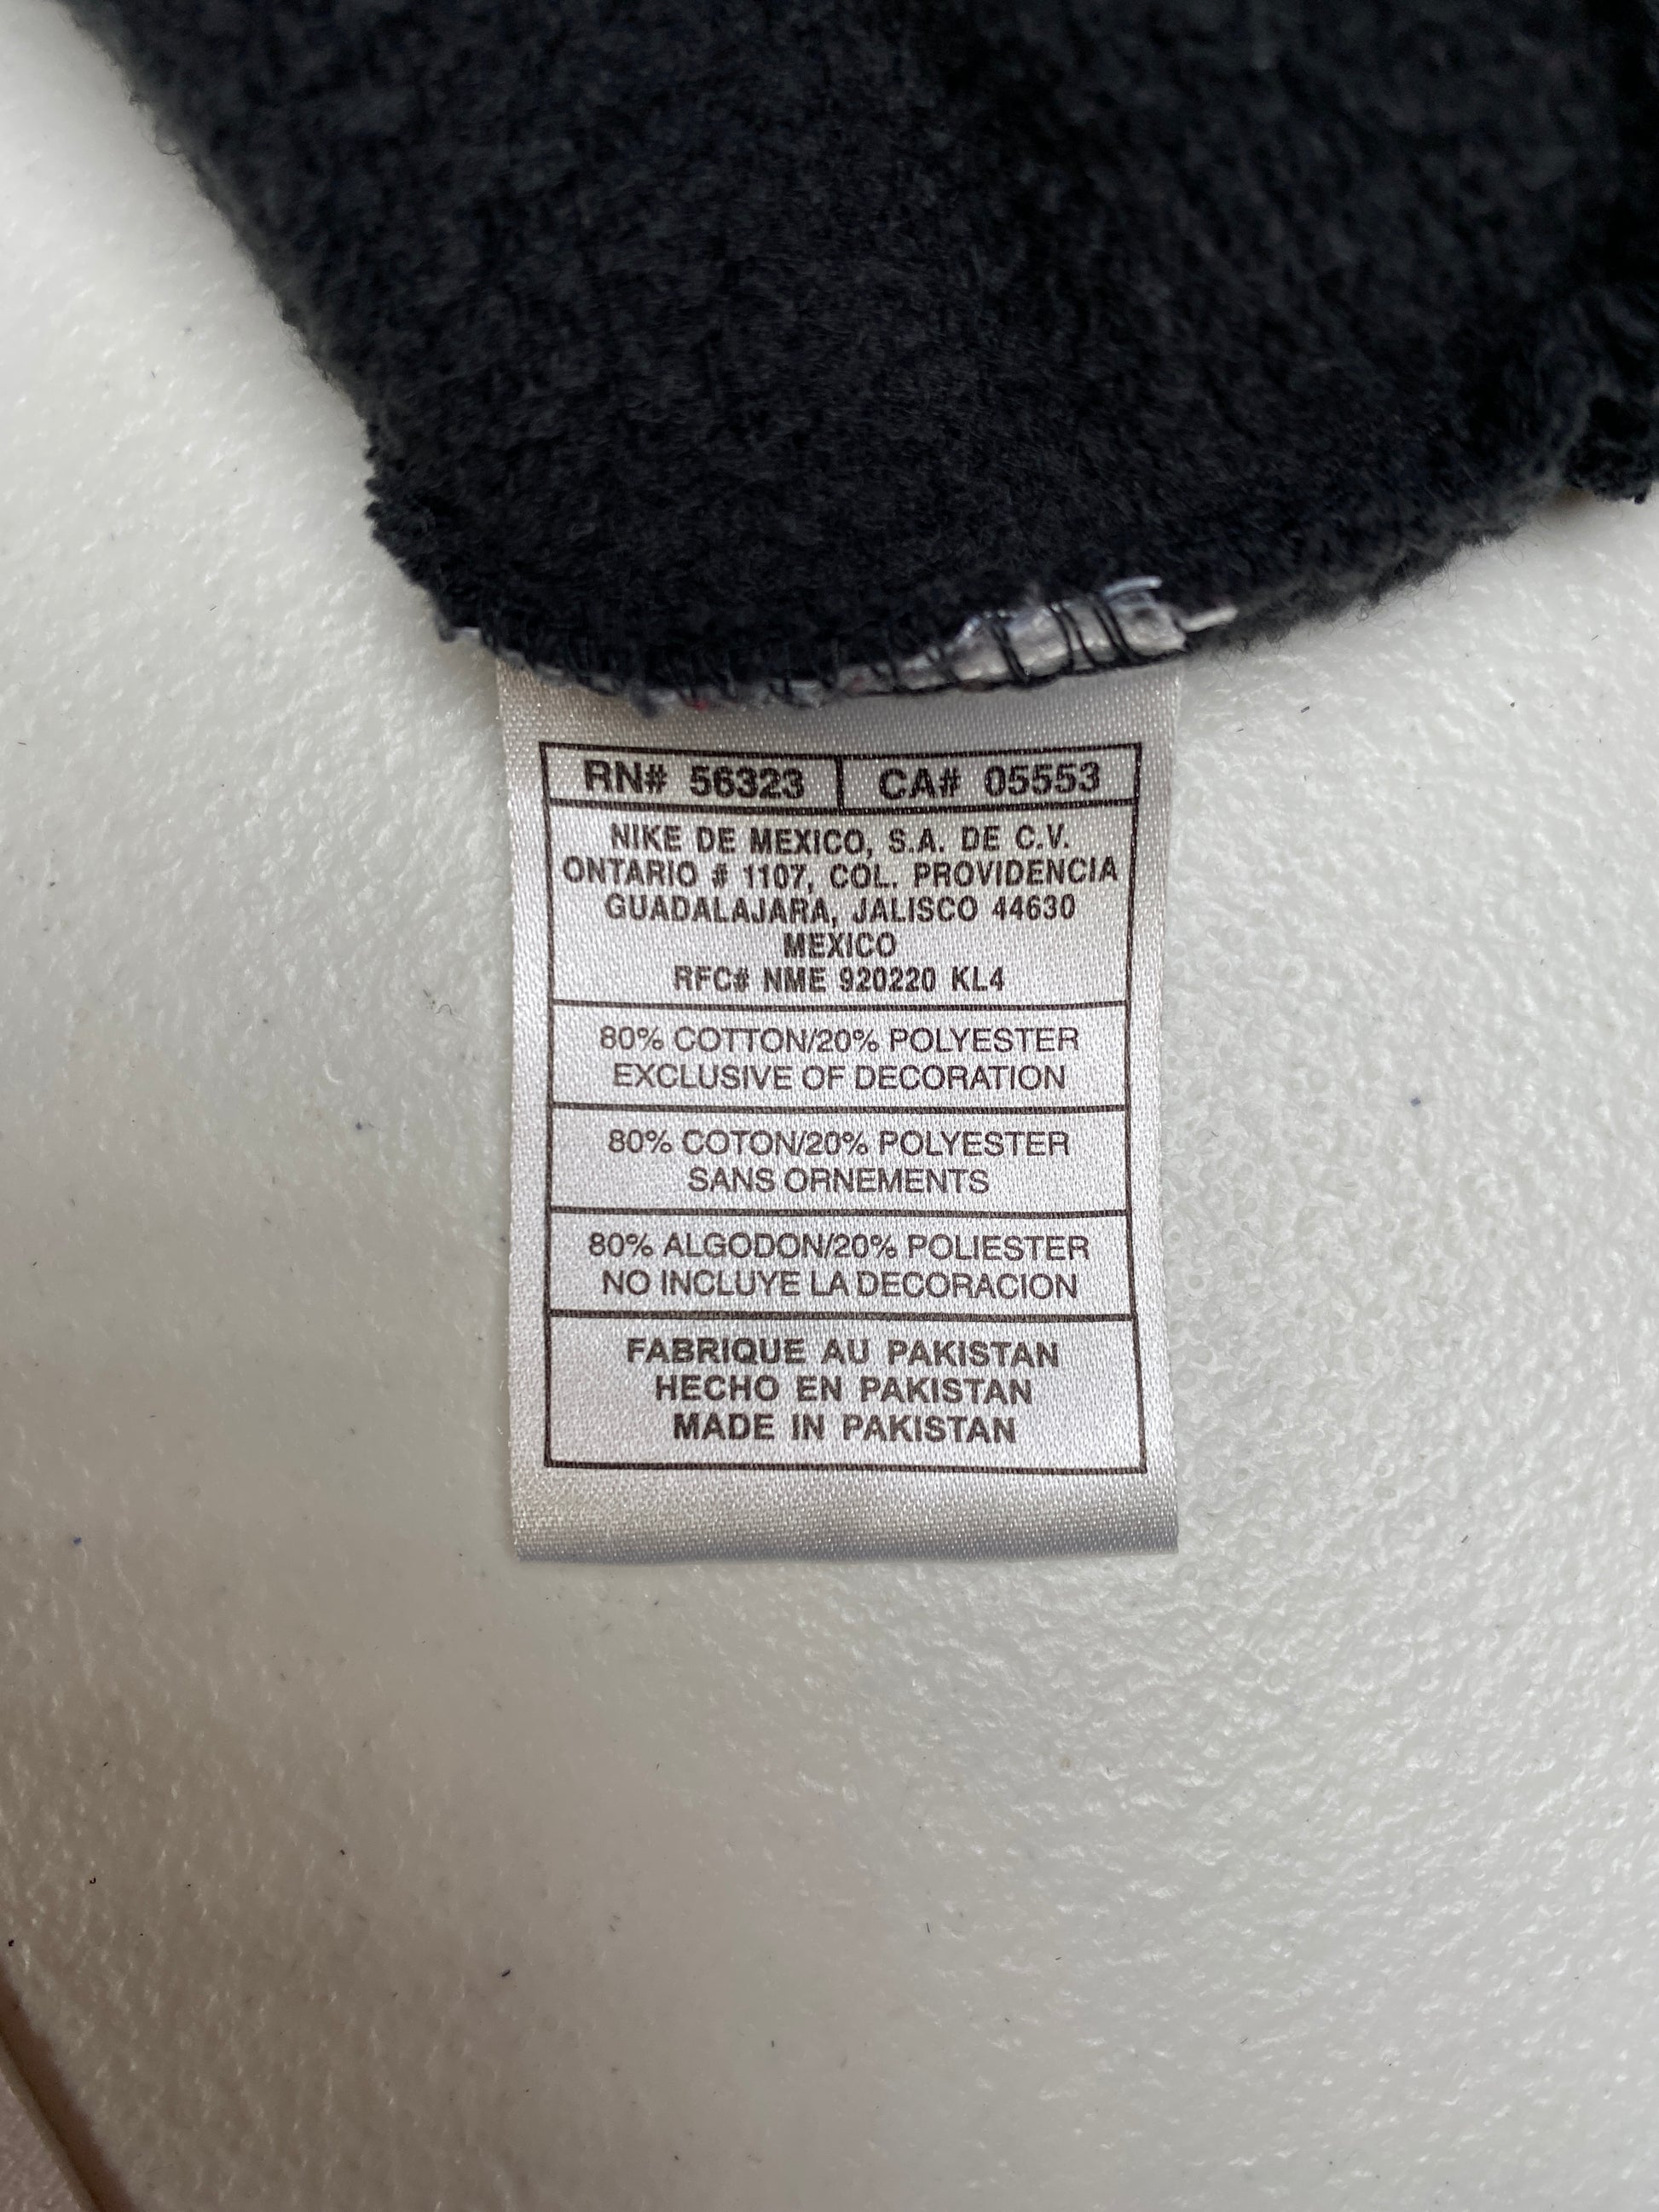 RN# 56323 CA# 05553
NIKE DE MEXICO, S.A. DE C.V.
ONTARIO # 1107, COL. PROVIDENCIA
GUADALAJARA, JALISCO 44630
MEXICO
RFC# NME 920220 KL4
80% COTTON/20% POLYESTER
EXCLUSIVE OF DECORATION
80% COTON/20% POLYESTER
SANS ORNEMENTS
80% ALGODON/20% POLIESTER
NO INCLUYE LA DECORACION
FABRIQUE AU PAKISTAN
HECHO EN PAKISTAN
MADE IN PAKISTAN